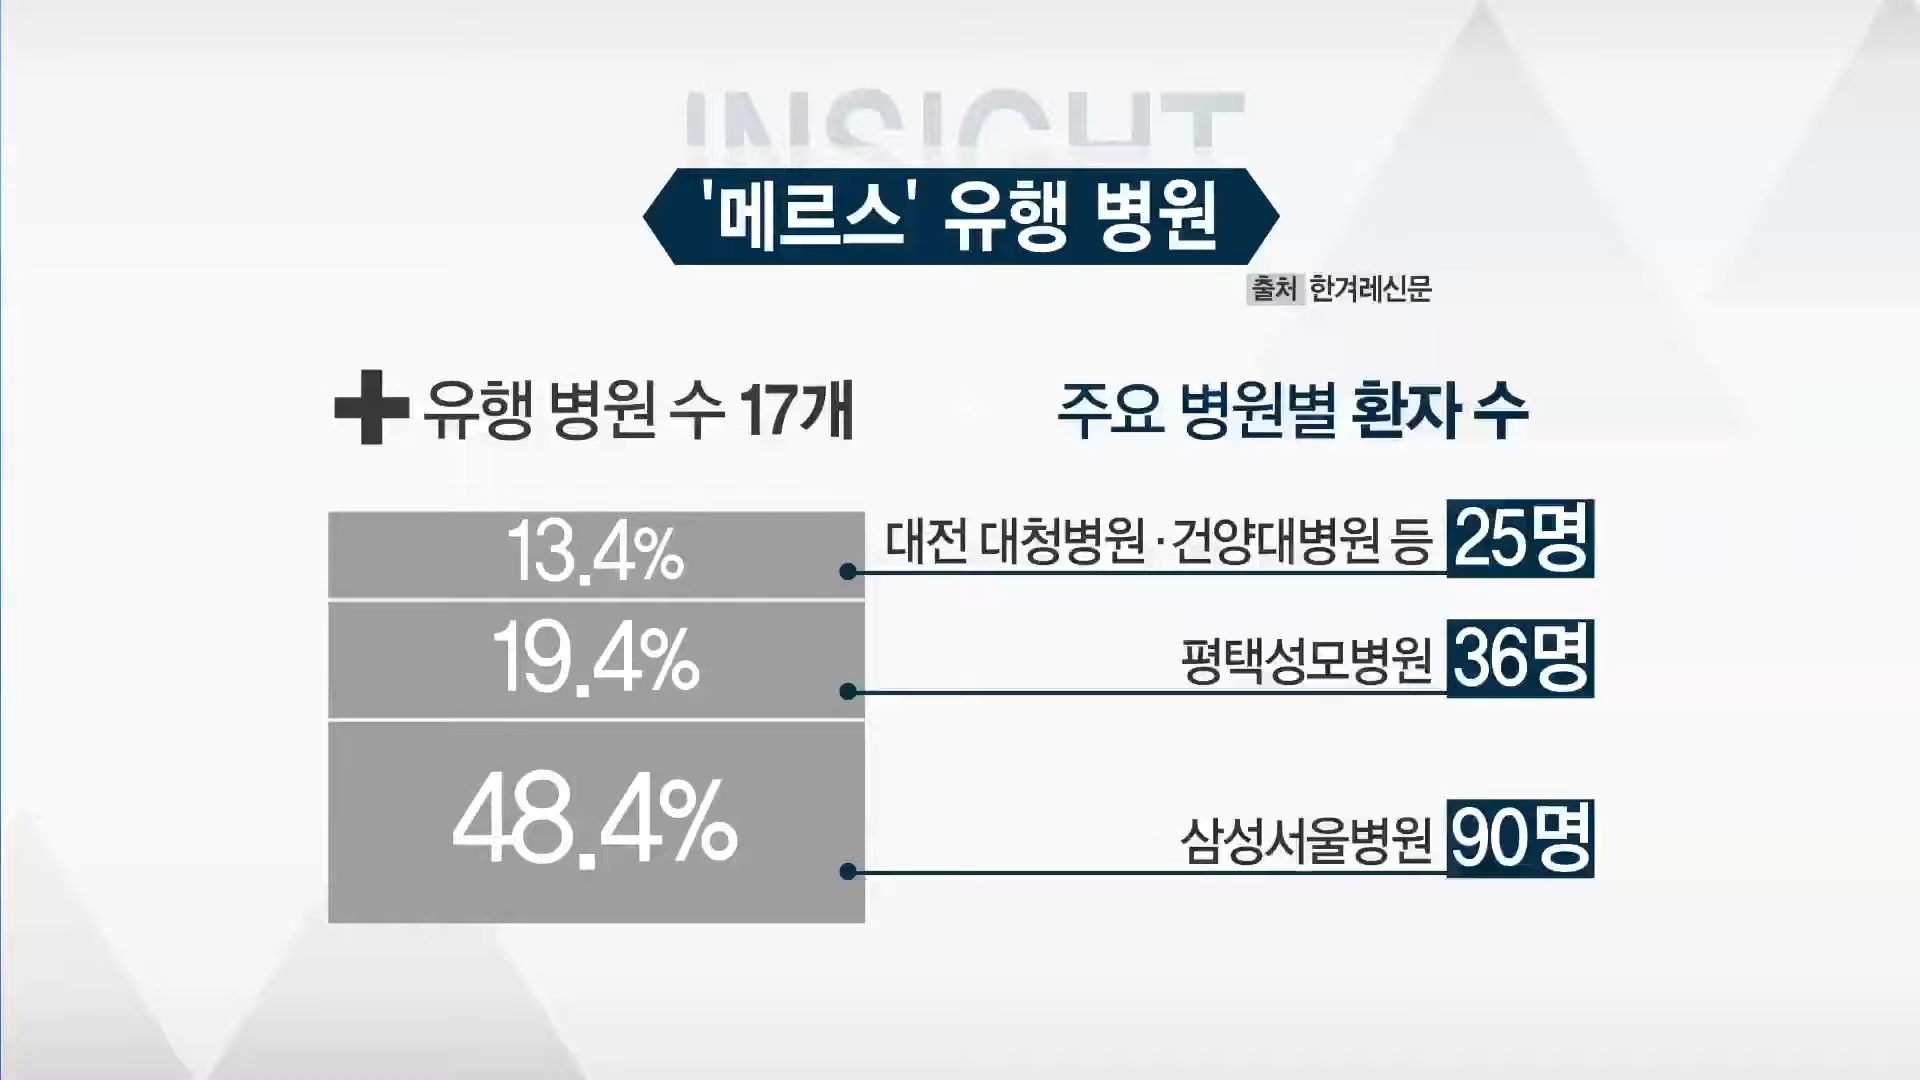 INSIGHT
'메르스' 유행 병원
출처 한겨레신문
유행 병원 수 17개
주요 병원별 환자 수
13.4%
대전 대청병원·건양대병원 등 25명
19.4%
평택성모병원 36명
48.4%
삼성서울병원 90명